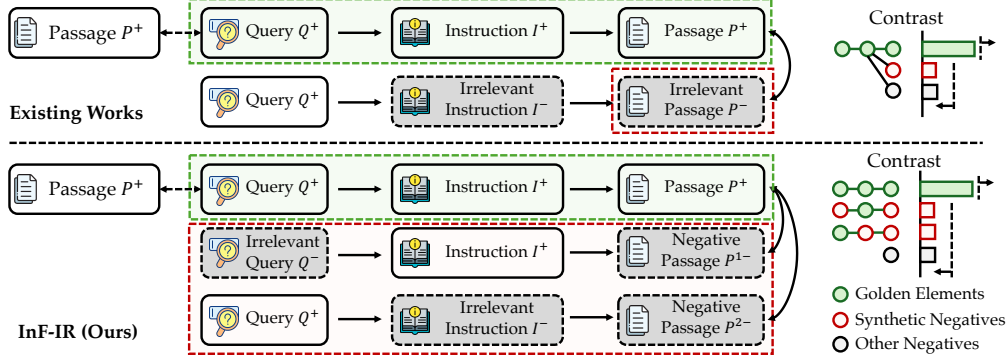 Passage P⁺
Query Q⁺
Instruction I⁺
Passage P⁺
Contrast
Existing Works
Query Q⁺
Irrelevant
Instruction I⁻
Irrelevant
Passage P⁻
Passage P⁺
Query Q⁺
Instruction I⁺
Passage P⁺
Contrast
Irrelevant
Query Q⁻
Instruction I⁺
Negative
Passage P¹⁻
InF-IR (Ours)
Query Q⁺
Irrelevant
Instruction I⁻
Negative
Passage P²⁻
Golden Elements
Synthetic Negatives
Other Negatives